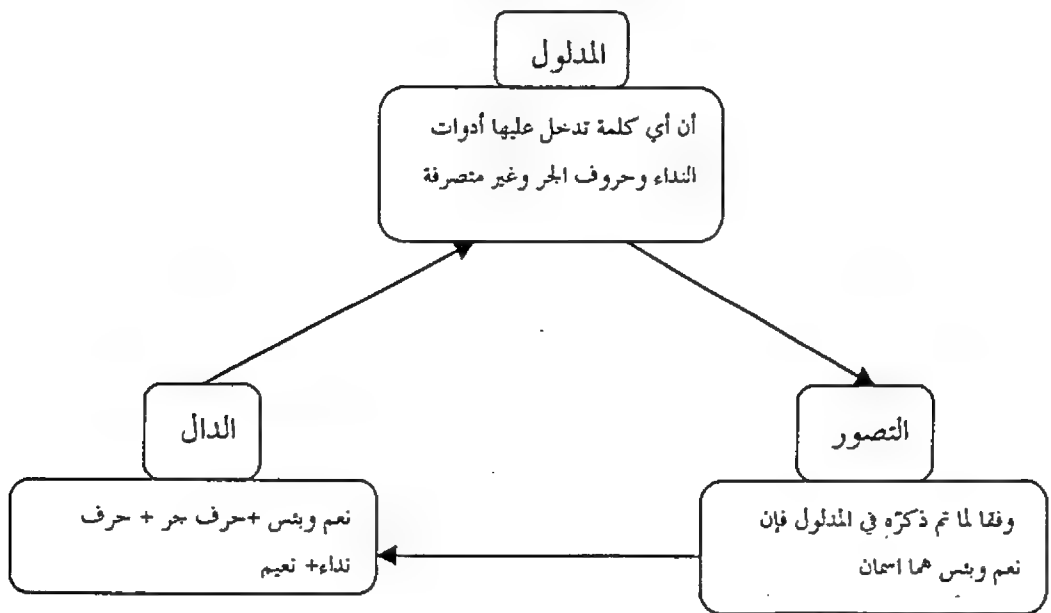 المدلول
أن أي كلمة تدخل عليها أدوات
النداء وحروف الجر وغير متصرفة
التصور
وفقا لما تم ذكره في المدلول فإن
نعم وبئس هما اسمان
الدال
نعم وبئس +حرف جر + حرف
نداء+ نعيم